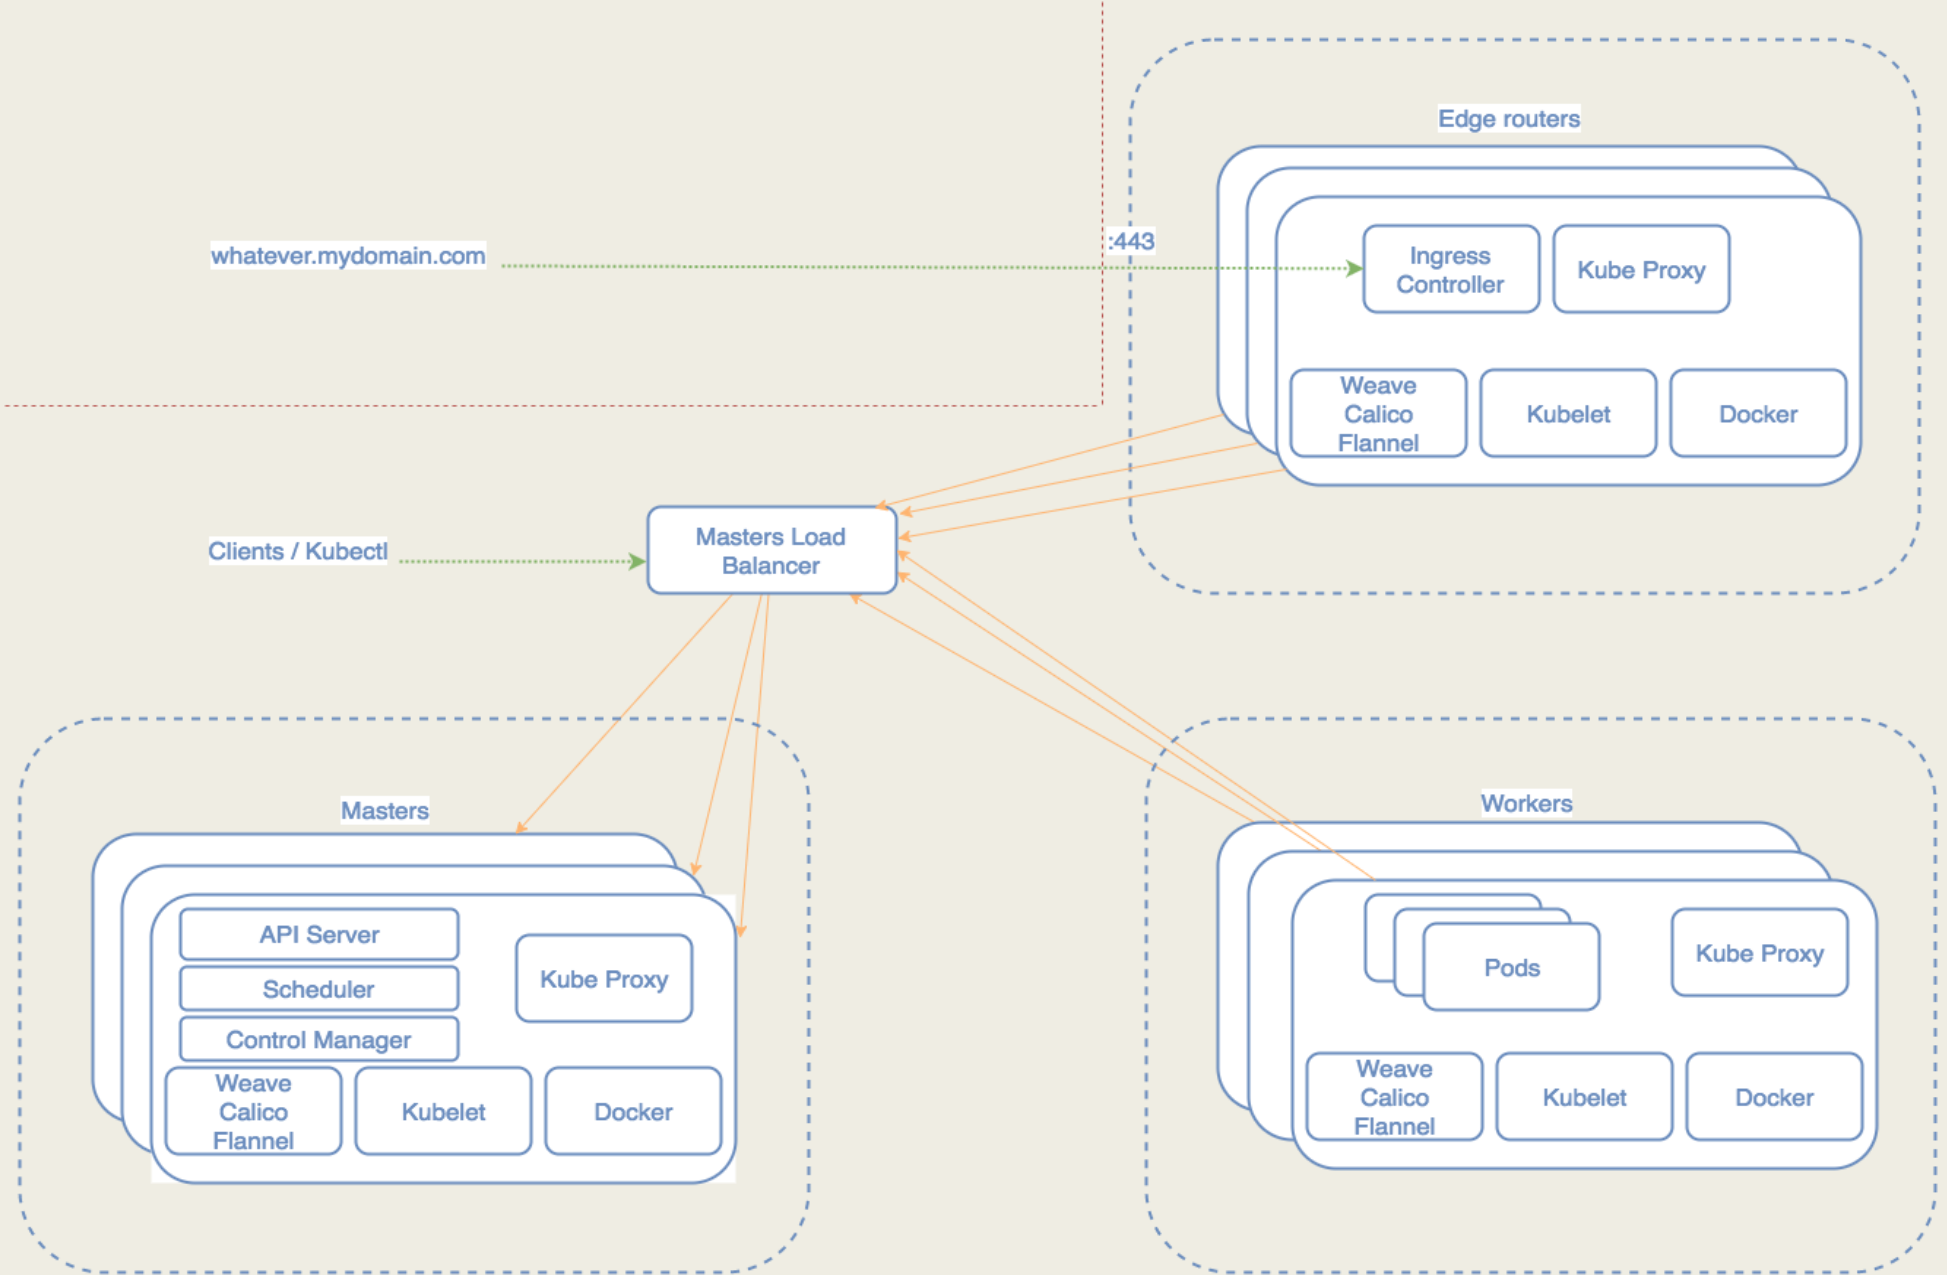 Edge routers
whatever.mydomain.com
:443
Ingress
Controller
Kube Proxy
Weave
Calico
Flannel
Kubelet
Docker
Clients / Kubectl
Masters Load
Balancer
Masters
API Server
Scheduler
Control Manager
Kube Proxy
Weave
Calico
Flannel
Kubelet
Docker
Workers
Pods
Kube Proxy
Weave
Calico
Flannel
Kubelet
Docker